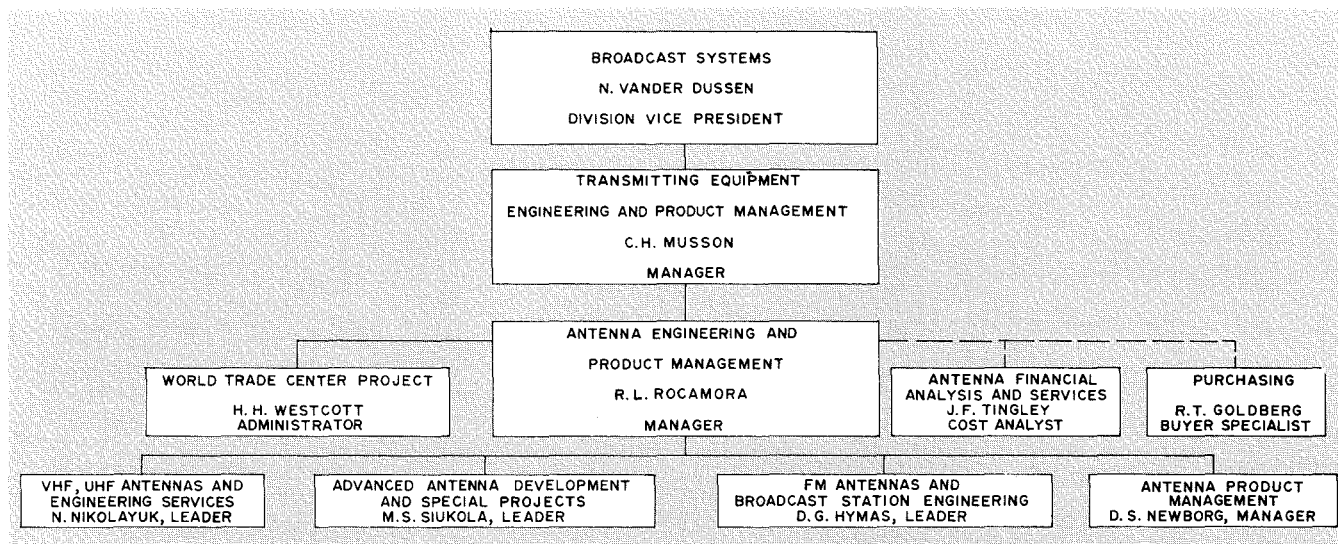 BROADCAST SYSTEMS
N. VANDER DUSSEN
DIVISION VICE PRESIDENT
TRANSMITTING EQUIPMENT
ENGINEERING AND PRODUCT MANAGEMENT
C.H. MUSSON
MANAGER
ANTENNA ENGINEERING AND
PRODUCT MANAGEMENT
R.L. ROCAMORA
MANAGER
WORLD TRADE CENTER PROJECT
H.H. WESTCOTT
ADMINISTRATOR
ANTENNA FINANCIAL
ANALYSIS AND SERVICES
J.F. TINGLEY
COST ANALYST
PURCHASING
R.T. GOLDBERG
BUYER SPECIALIST
VHF, UHF ANTENNAS AND
ENGINEERING SERVICES
N. NIKOLAYUK, LEADER
ADVANCED ANTENNA DEVELOPMENT
AND SPECIAL PROJECTS
M.S. SIUKOLA, LEADER
FM ANTENNAS AND
BROADCAST STATION ENGINEERING
D.G. HYMAS, LEADER
ANTENNA PRODUCT
MANAGEMENT
D.S. NEWBORG, MANAGER